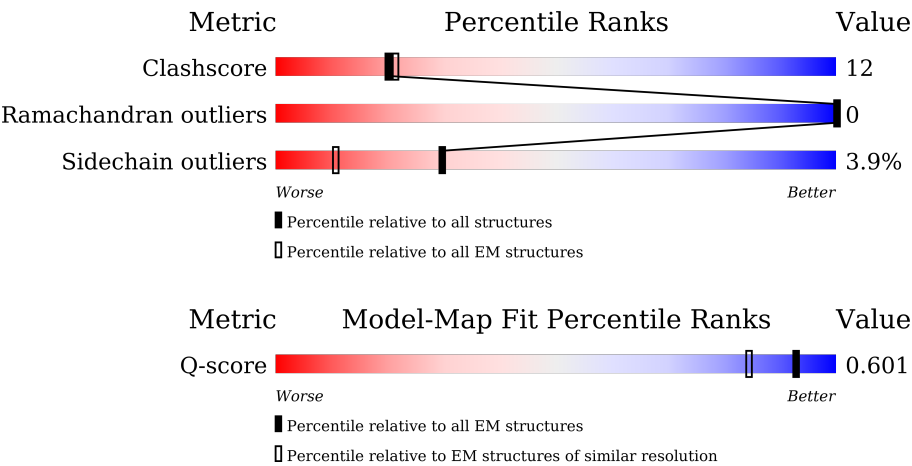 Metric Percentile Ranks Value
Clashscore 12
Ramachandran outliers 0
Sidechain outliers 3.9%
Worse Better
Percentile relative to all structures
Percentile relative to all EM structures
Metric Model-Map Fit Percentile Ranks Value
Q-score 0.601
Worse Better
Percentile relative to all EM structures
Percentile relative to EM structures of similar resolution